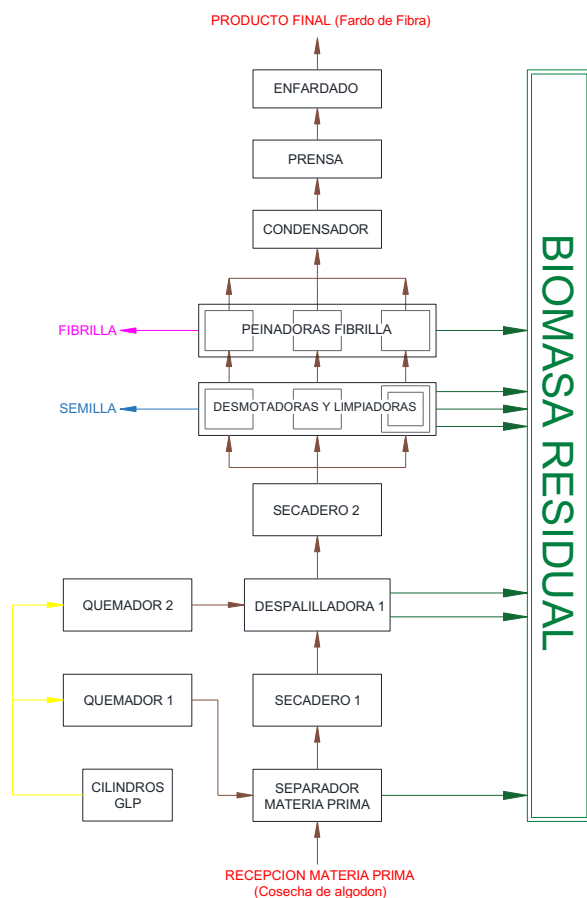 PRODUCTO FINAL (Fardo de Fibra)
ENFARDADO
PRENSA
CONDENSADOR
PEINADORAS FIBRILLA
FIBRILLA
DESMOTADORAS Y LIMPIADORAS
SEMILLA
SECADERO 2
QUEMADOR 2
DESPALILLADORA 1
QUEMADOR 1
SECADERO 1
CILINDROS
GLP
SEPARADOR
MATERIA PRIMA
RECEPCION MATERIA PRIMA
(Cosecha de algodon)
BIOMASA RESIDUAL